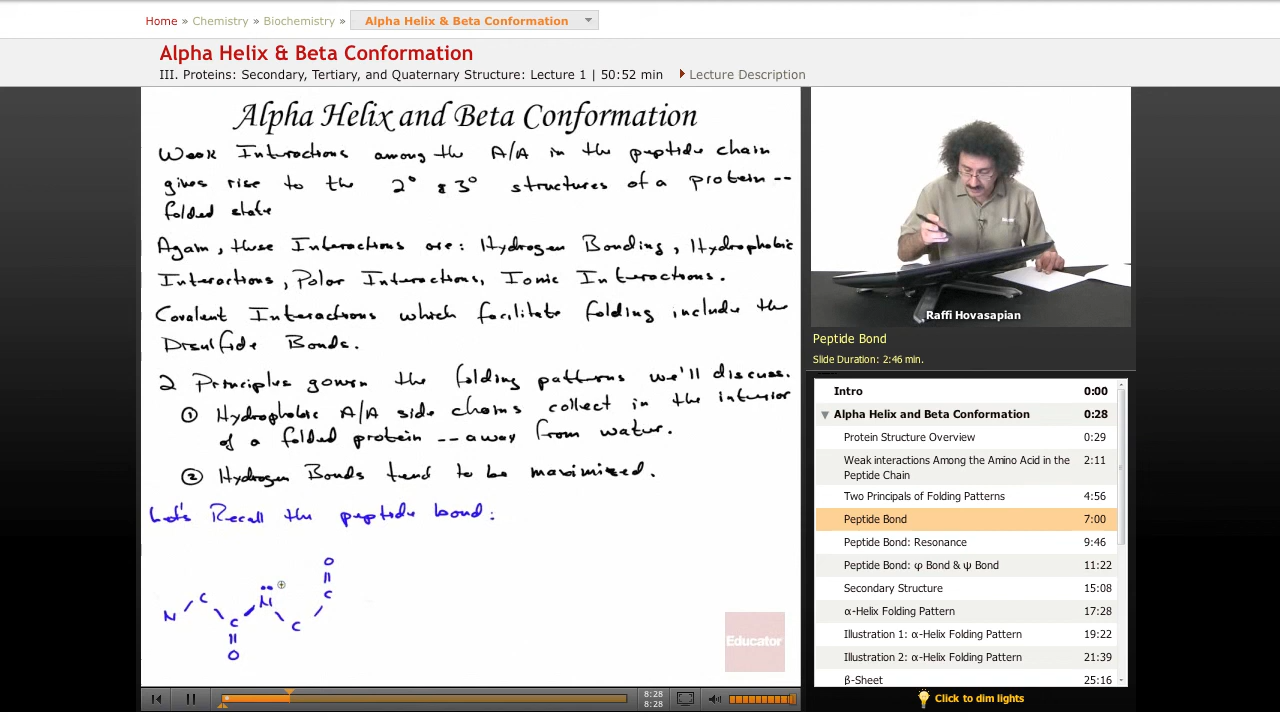 Home » Chemistry » Biochemistry » Alpha Helix & Beta Conformation
Alpha Helix & Beta Conformation
III. Proteins: Secondary, Tertiary, and Quaternary Structure: Lecture 1 | 50:52 min Lecture Description
Alpha Helix and Beta Conformation
Weak Interactions among the A/A in the peptide chain
gives rise to the 2° & 3° structures of a protein --
folded state
Again, these Interactions are: Hydrogen Bonding, Hydrophobic
Interactions, Polar Interactions, Ionic Interactions.
Covalent Interactions which facilitate folding include the
Disulfide Bonds.
2 Principles govern the folding patterns we'll discuss.
① Hydrophobic A/A side chains collect in the interior
of a folded protein -- away from water.
② Hydrogen Bonds tend to be maximized.
Let's Recall the peptide bond:
O
C
N C C N C
O
Educator
8:28
8:28
Raffi Hovasapian
Peptide Bond
Slide Duration: 2:46 min.
Intro 0:00
Alpha Helix and Beta Conformation 0:28
Protein Structure Overview 0:29
Weak interactions Among the Amino Acid in the 2:11
Peptide Chain
Two Principals of Folding Patterns 4:56
Peptide Bond 7:00
Peptide Bond: Resonance 9:46
Peptide Bond: φ Bond & ψ Bond 11:22
Secondary Structure 15:08
α-Helix Folding Pattern 17:28
Illustration 1: α-Helix Folding Pattern 19:22
Illustration 2: α-Helix Folding Pattern 21:39
β-Sheet 25:16
Click to dim lights